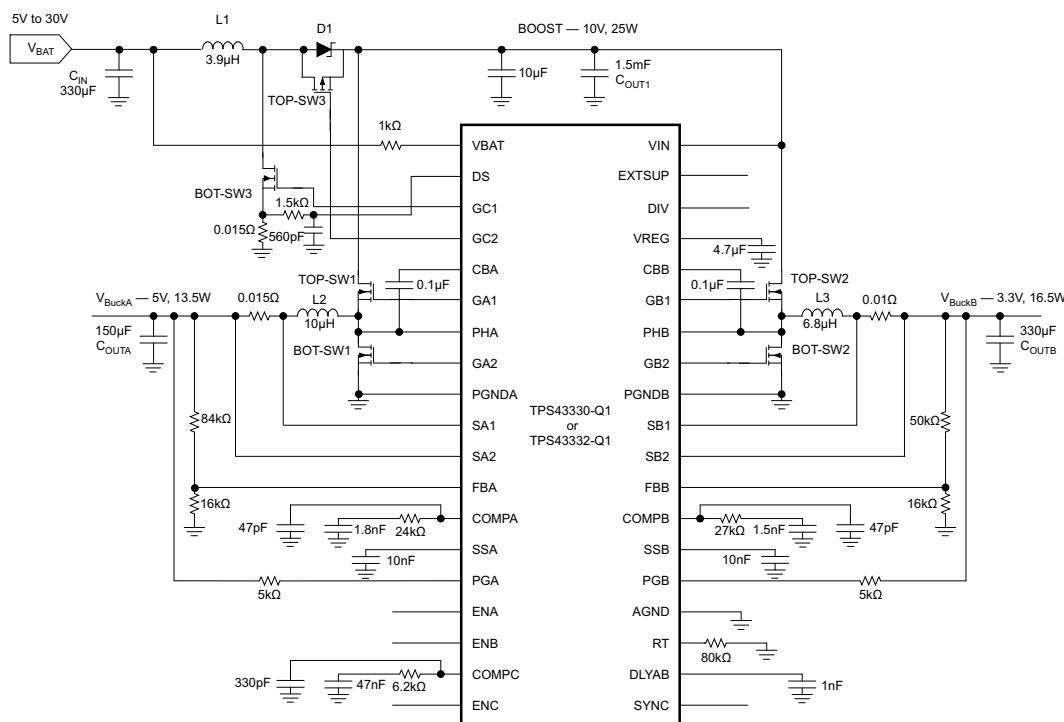 5V to 30V
L1
D1
BOOST — 10V, 25W
VBAT
3.9µH
CIN
330µF
TOP-SW3
10µF
1.5mF
COUT1
1kΩ
VBAT
VIN
DS
EXTSUP
BOT-SW3
1.5kΩ
GC1
DIV
0.015Ω
560pF
GC2
VREG
4.7µF
TOP-SW1
CBA
CBB
TOP-SW2
0.1µF
0.1µF
VBuckA — 5V, 13.5W
0.015Ω
L2
GA1
GB1
L3
0.01Ω
VBuckB — 3.3V, 16.5W
10µH
6.8µH
150µF
COUTA
PHA
PHB
330µF
COUTB
BOT-SW1
GA2
GB2
BOT-SW2
PGNDA
PGNDB
TPS43330-Q1
or
TPS43332-Q1
84kΩ
SA1
SB1
50kΩ
SA2
SB2
16kΩ
FBA
FBB
16kΩ
47pF
1.8nF
24kΩ
COMPA
COMPB
27kΩ
1.5nF
47pF
10nF
SSA
SSB
10nF
5kΩ
PGA
PGB
5kΩ
ENA
AGND
ENB
RT
80kΩ
330pF
47nF
6.2kΩ
COMPC
DLYAB
1nF
ENC
SYNC